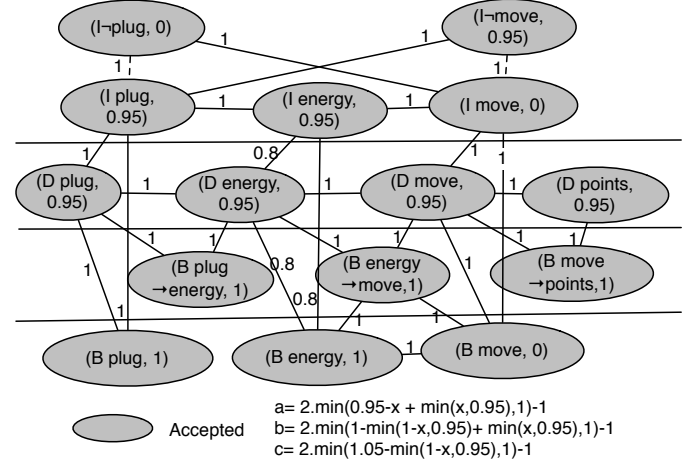 (I¬plug, 0)
(I¬move,
0.95)
1
1
1
1
(I plug,
0.95)
1
(I energy,
0.95)
1
(I move, 0)
1
0.8
1
1
(D plug,
0.95)
1
(D energy,
0.95)
1
(D move,
0.95)
1
(D points,
0.95)
1
1
1
1
1
1
1
(B plug
→energy, 1)
0.8
(B energy
→move,1)
1
(B move
→points,1)
1
0.8
1
1
(B plug, 1)
(B energy, 1)
1
(B move, 0)
Accepted
a= 2.min(0.95-x + min(x,0.95),1)-1
b= 2.min(1-min(1-x,0.95)+ min(x,0.95),1)-1
c= 2.min(1.05-min(1-x,0.95),1)-1